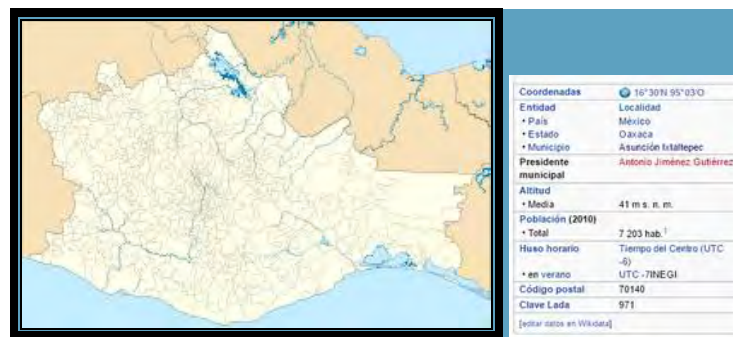 Coordenadas 16°30′N 95°03′O
Entidad Localidad
• País México
• Estado Oaxaca
• Municipio Asunción Ixtaltepec
Presidente Antonio Jiménez Gutiérrez
municipal
Altitud
• Media 41 m s. n. m.
Población (2010)
• Total 7 203 hab.1
Huso horario Tiempo del Centro (UTC
-6)
• en verano UTC -7INEGI
Código postal 70140
Clave Lada 971
[editar datos en Wikidata]